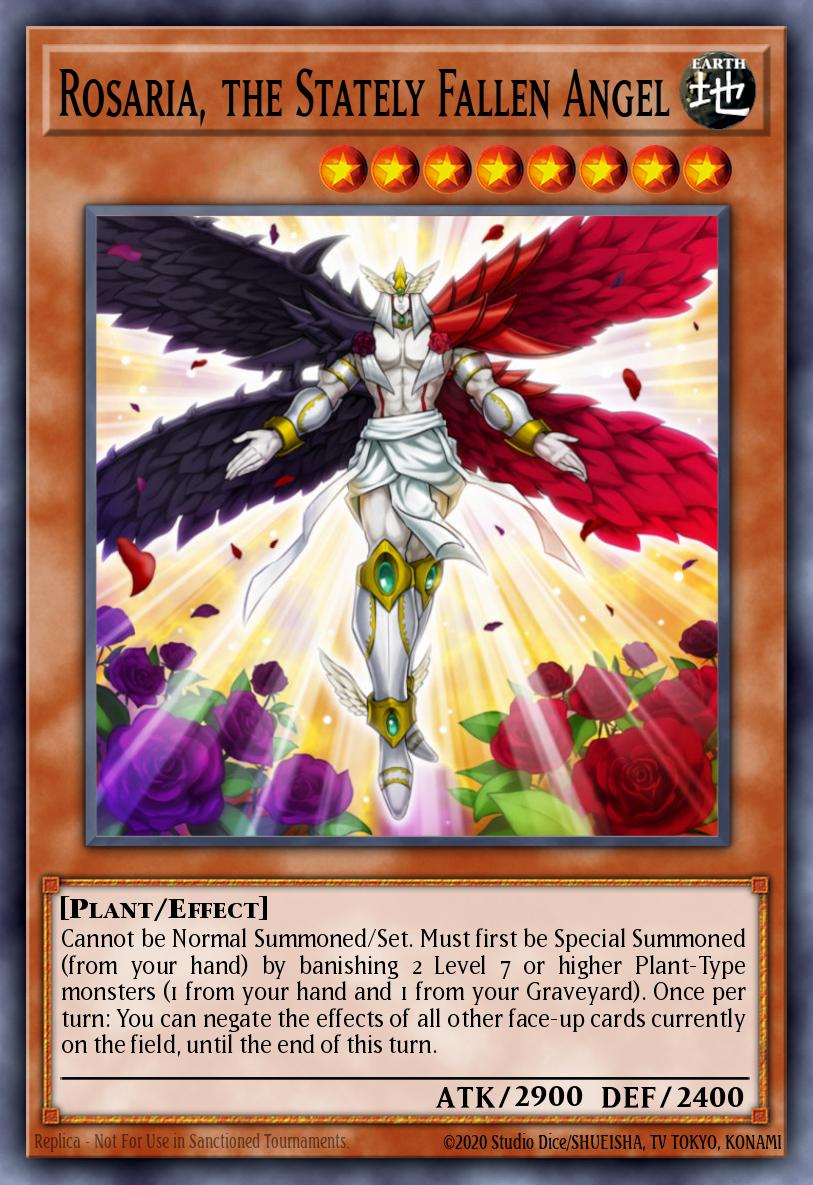 Rosaria, the Stately Fallen Angel
EARTH
地
[Plant/Effect]
Cannot be Normal Summoned/Set. Must first be Special Summoned
(from your hand) by banishing 2 Level 7 or higher Plant-Type
monsters (1 from your hand and 1 from your Graveyard). Once per
turn: You can negate the effects of all other face-up cards currently
on the field, until the end of this turn.
ATK/2900 DEF/2400
Replica - Not For Use in Sanctioned Tournaments.
©2020 Studio Dice/SHUEISHA, TV TOKYO, KONAMI